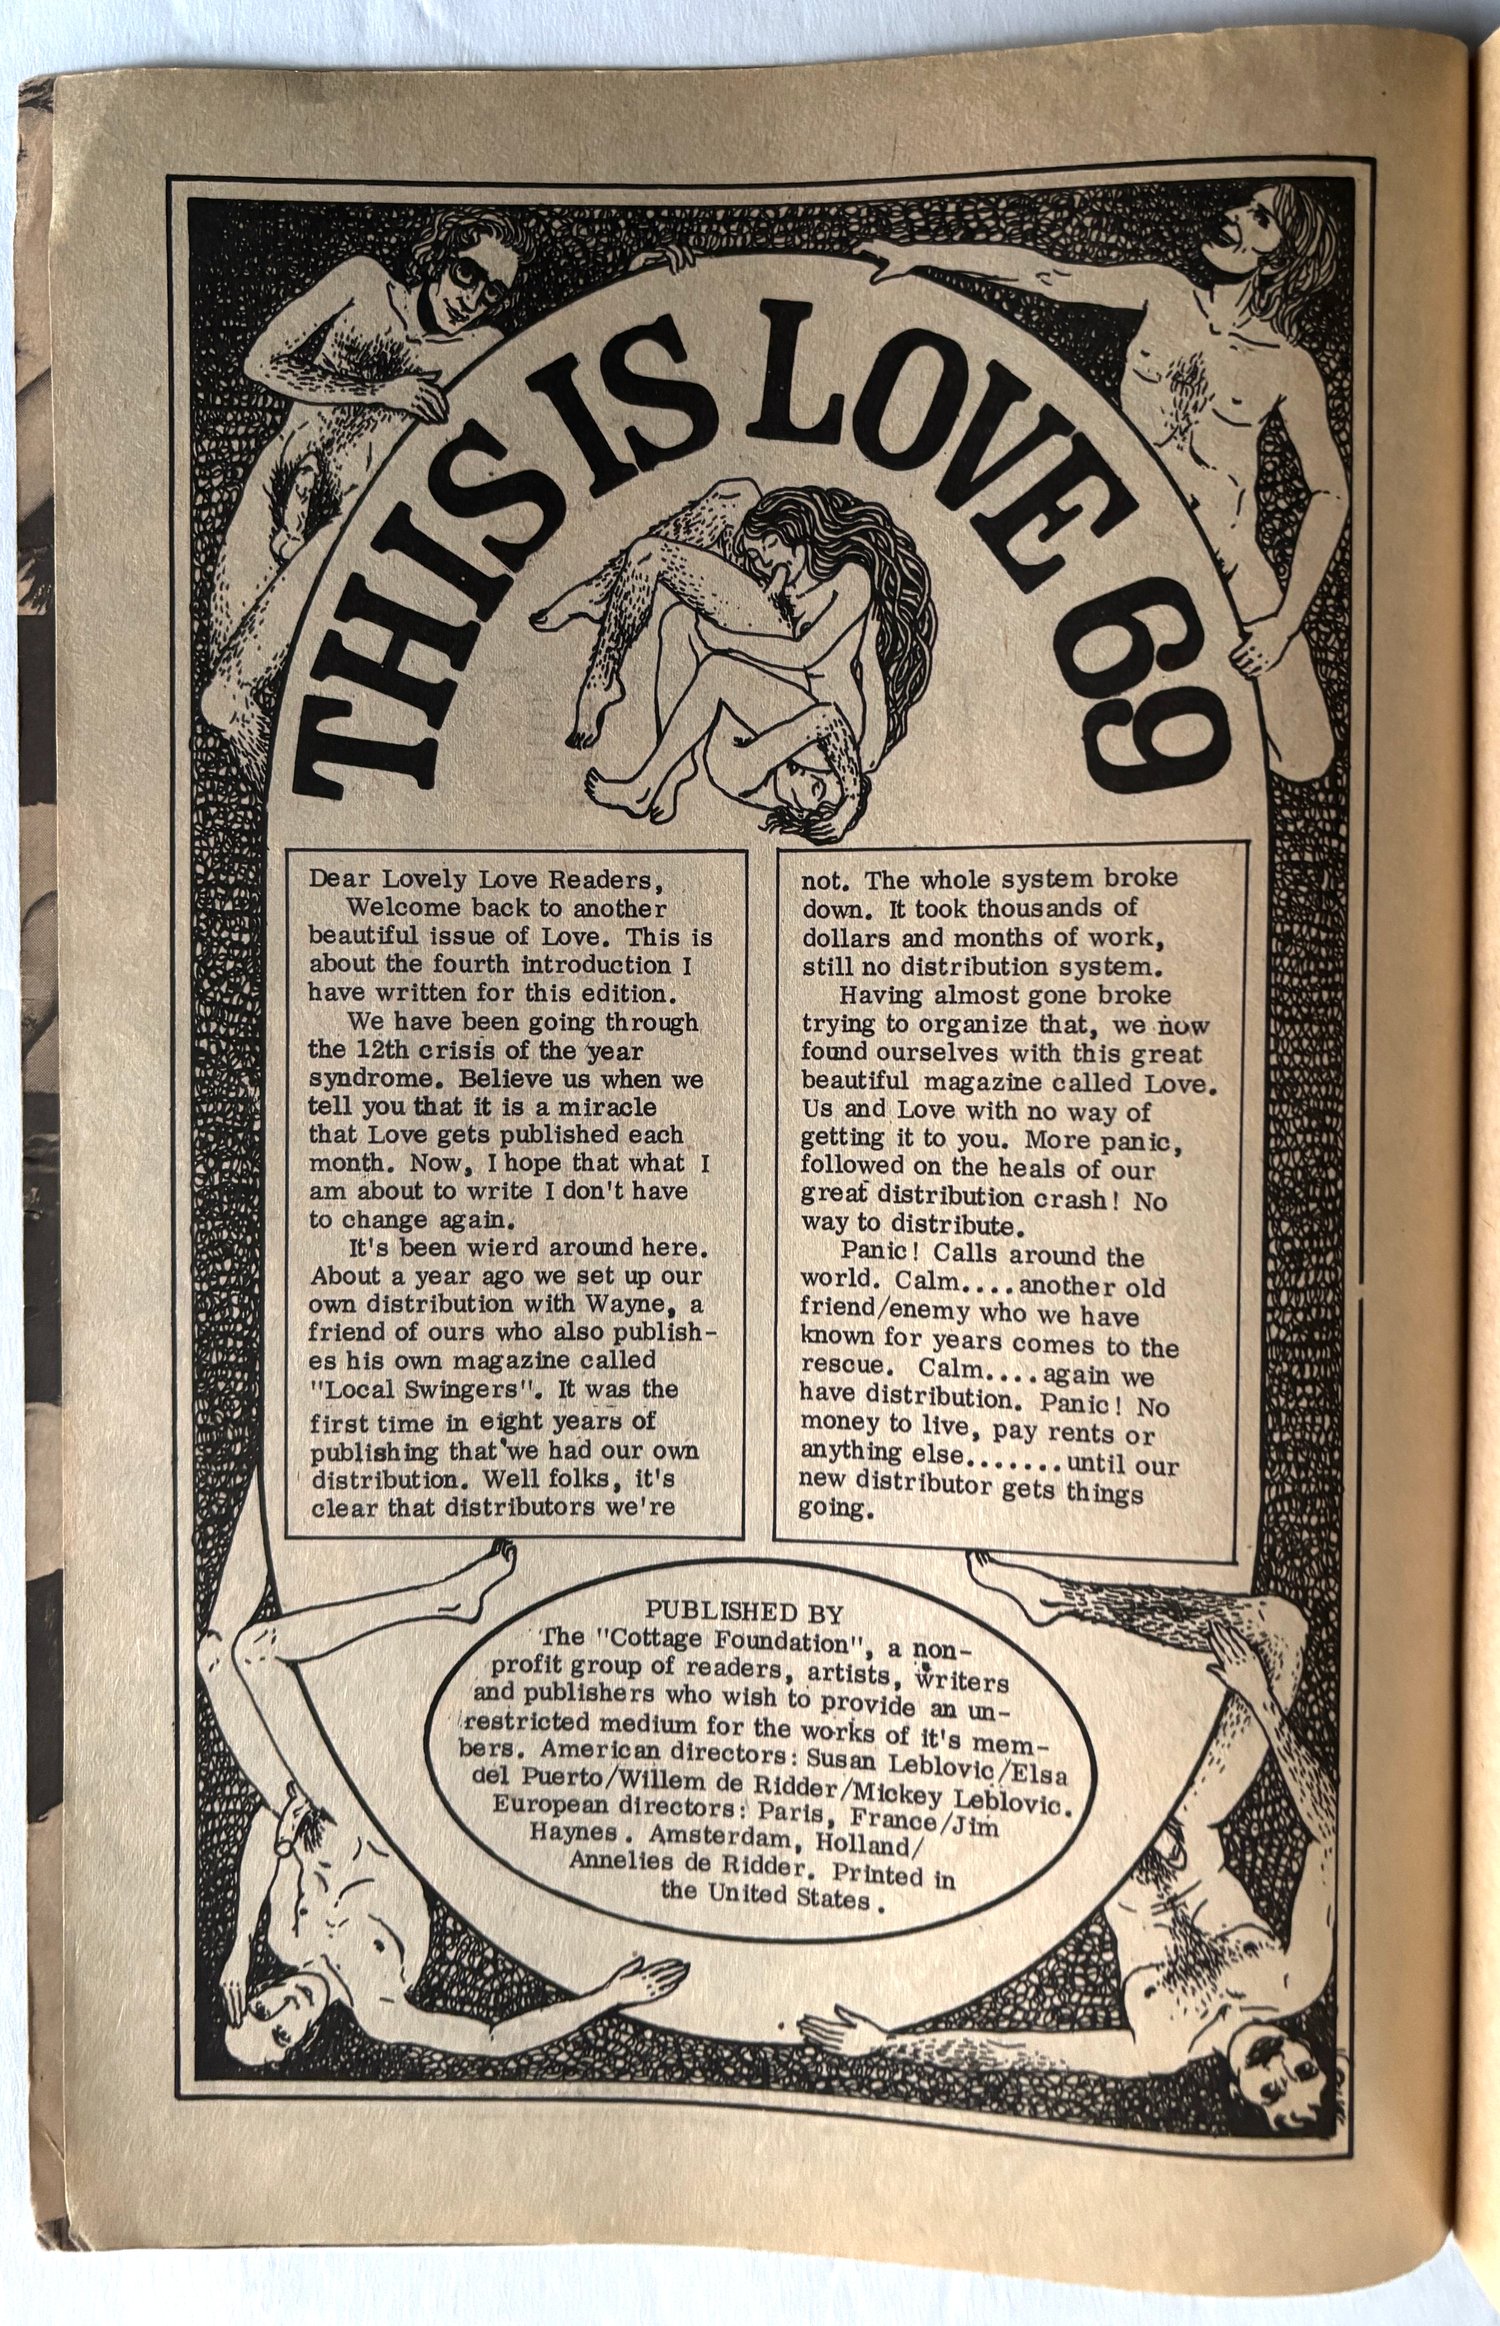 THIS IS LOVE 69
Dear Lovely Love Readers,
Welcome back to another
beautiful issue of Love. This is
about the fourth introduction I
have written for this edition.
We have been going through
the 12th crisis of the year
syndrome. Believe us when we
tell you that it is a miracle
that Love gets published each
month. Now, I hope that what I
am about to write I don't have
to change again.
It's been wierd around here.
About a year ago we set up our
own distribution with Wayne, a
friend of ours who also publish-
es his own magazine called
"Local Swingers". It was the
first time in eight years of
publishing that we had our own
distribution. Well folks, it's
clear that distributors we're
not. The whole system broke
down. It took thousands of
dollars and months of work,
still no distribution system.
Having almost gone broke
trying to organize that, we now
found ourselves with this great
beautiful magazine called Love.
Us and Love with no way of
getting it to you. More panic,
followed on the heals of our
great distribution crash! No
way to distribute.
Panic! Calls around the
world. Calm....another old
friend/enemy who we have
known for years comes to the
rescue. Calm....again we
have distribution. Panic! No
money to live, pay rents or
anything else.......until our
new distributor gets things
going.
PUBLISHED BY
The "Cottage Foundation", a non-
profit group of readers, artists, writers
and publishers who wish to provide an un-
restricted medium for the works of it's mem-
bers. American directors: Susan Leblovic/Elsa
del Puerto/Willem de Ridder/Mickey Leblovic.
European directors: Paris, France/Jim
Haynes. Amsterdam, Holland/
Annelies de Ridder. Printed in
the United States.